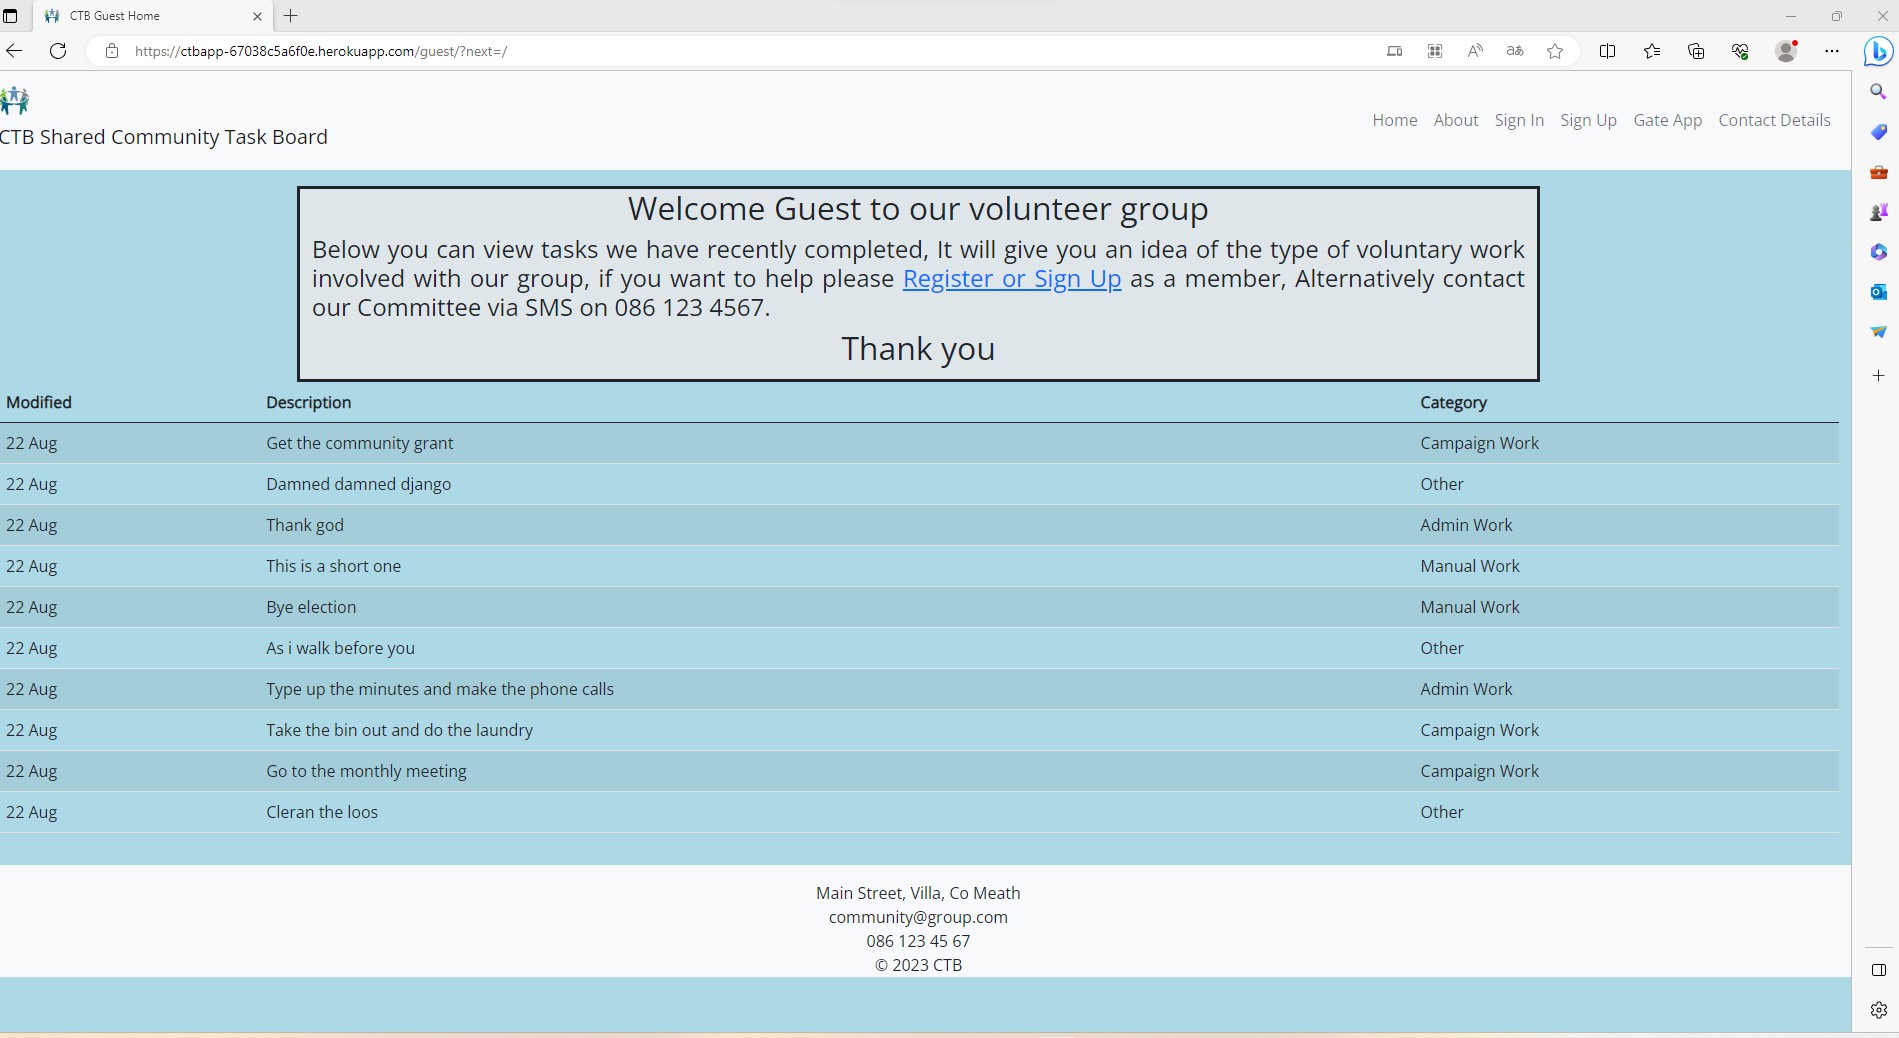 CTB Guest Home
https://ctbapp-67038c5a6f0e.herokuapp.com/guest/?next=/
CTB Shared Community Task Board
Home About Sign In Sign Up Gate App Contact Details
Welcome Guest to our volunteer group
Below you can view tasks we have recently completed, It will give you an idea of the type of voluntary work
involved with our group, if you want to help please Register or Sign Up as a member, Alternatively contact
our Committee via SMS on 086 123 4567.
Thank you
Modified Description Category
22 Aug Get the community grant Campaign Work
22 Aug Damned damned django Other
22 Aug Thank god Admin Work
22 Aug This is a short one Manual Work
22 Aug Bye election Manual Work
22 Aug As i walk before you Other
22 Aug Type up the minutes and make the phone calls Admin Work
22 Aug Take the bin out and do the laundry Campaign Work
22 Aug Go to the monthly meeting Campaign Work
22 Aug Cleran the loos Other
Main Street, Villa, Co Meath
community@group.com
086 123 45 67
© 2023 CTB